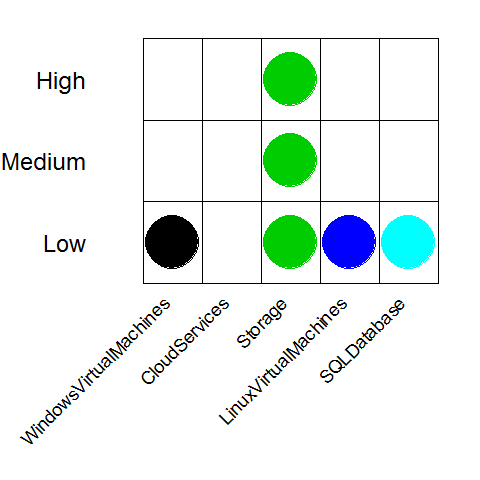 High
Medium
Low
WindowsVirtualMachines
CloudServices
Storage
LinuxVirtualMachines
SQLDatabase